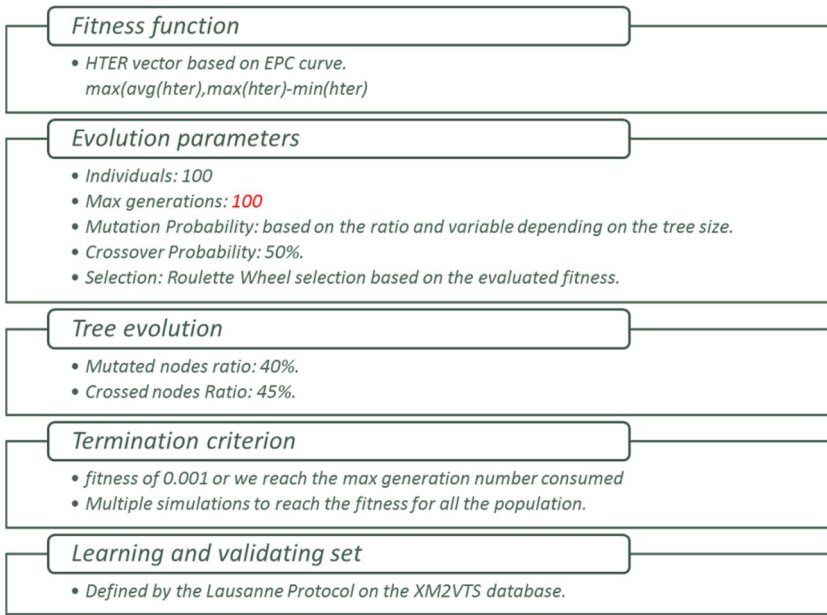 Fitness function
• HTER vector based on EPC curve.
max(avg(hter),max(hter)-min(hter)
Evolution parameters
• Individuals: 100
• Max generations: 100
• Mutation Probability: based on the ratio and variable depending on the tree size.
• Crossover Probability: 50%.
• Selection: Roulette Wheel selection based on the evaluated fitness.
Tree evolution
• Mutated nodes ratio: 40%.
• Crossed nodes Ratio: 45%.
Termination criterion
• fitness of 0.001 or we reach the max generation number consumed
• Multiple simulations to reach the fitness for all the population.
Learning and validating set
• Defined by the Lausanne Protocol on the XM2VTS database.